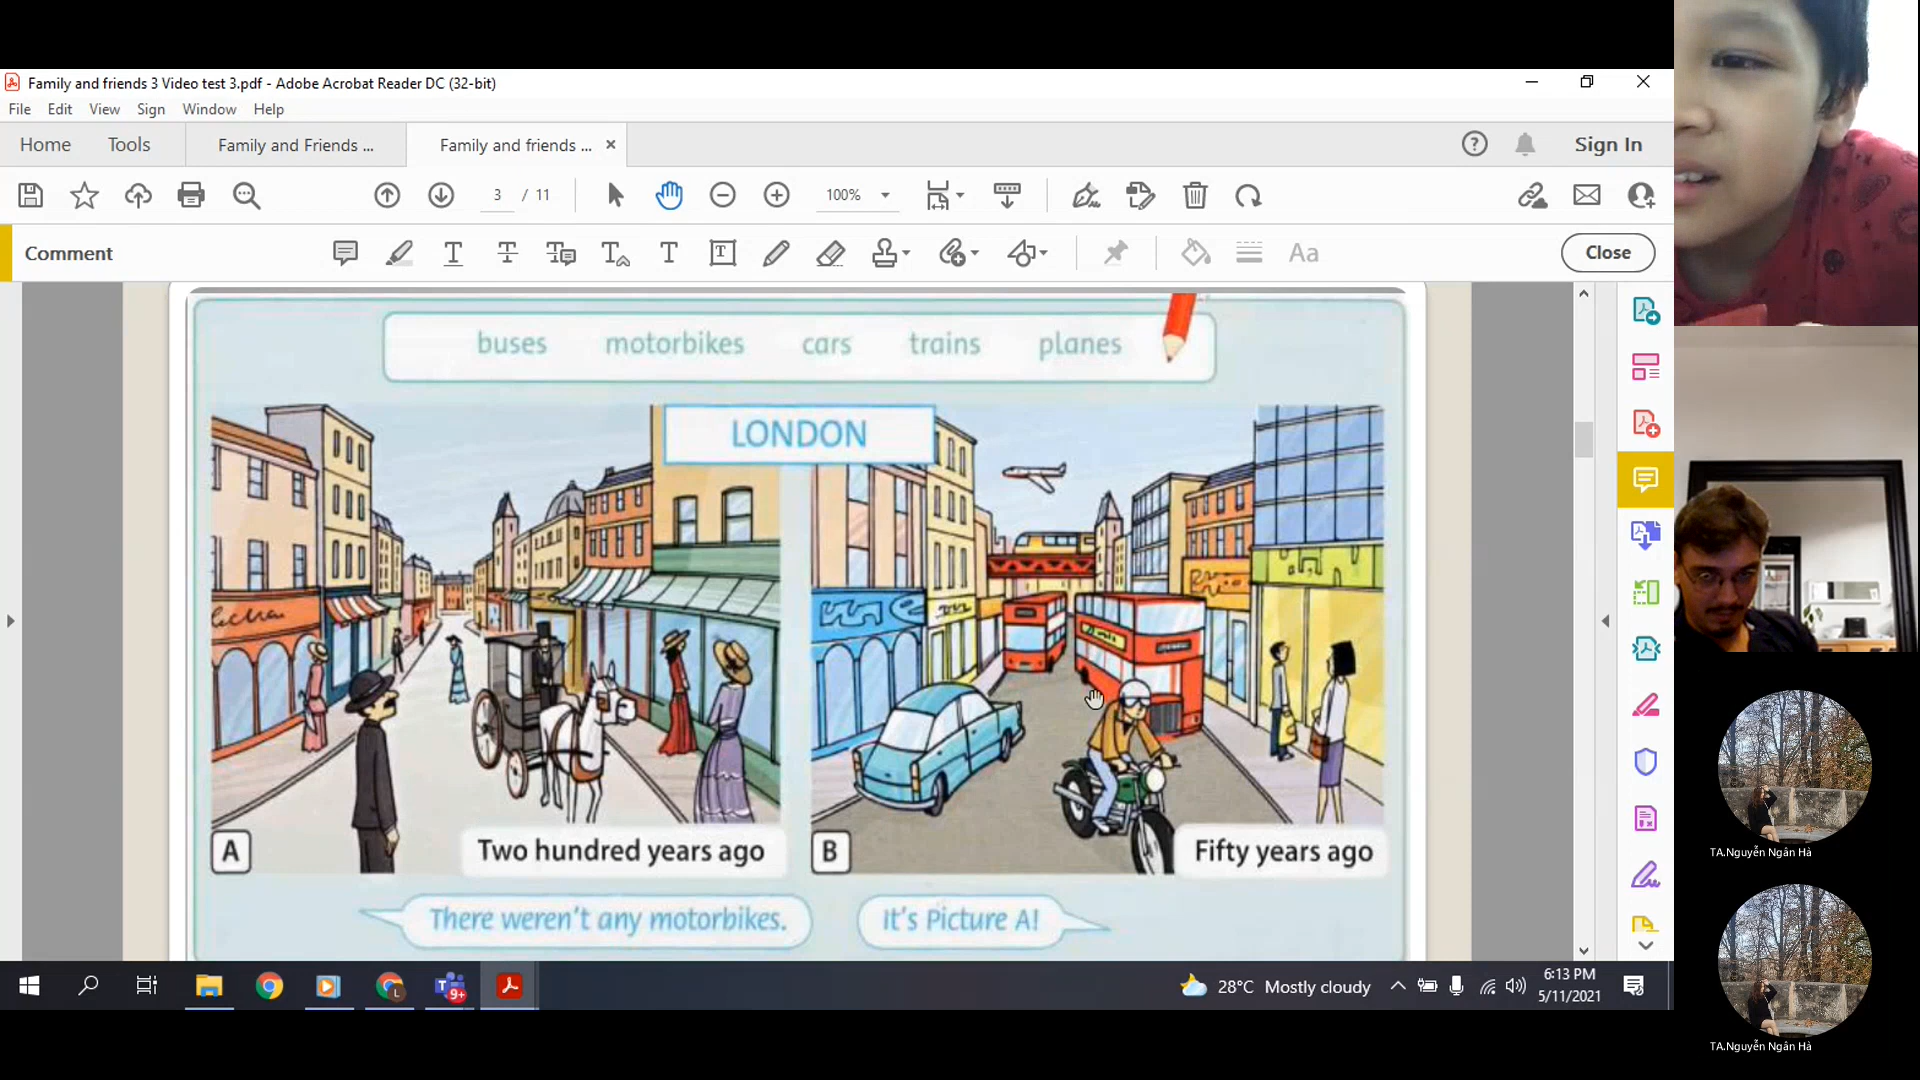 Family and friends 3 Video test 3.pdf - Adobe Acrobat Reader DC (32-bit)
File Edit View Sign Window Help
Home Tools Family and Friends ... Family and friends ... × Sign In
3 / 11 100%
Comment Close
buses motorbikes cars trains planes
LONDON
A Two hundred years ago
B Fifty years ago
There weren't any motorbikes.
It's Picture A!
28°C Mostly cloudy
6:13 PM
5/11/2021
9+
TA.Nguyễn Ngân Hà
TA.Nguyễn Ngân Hà